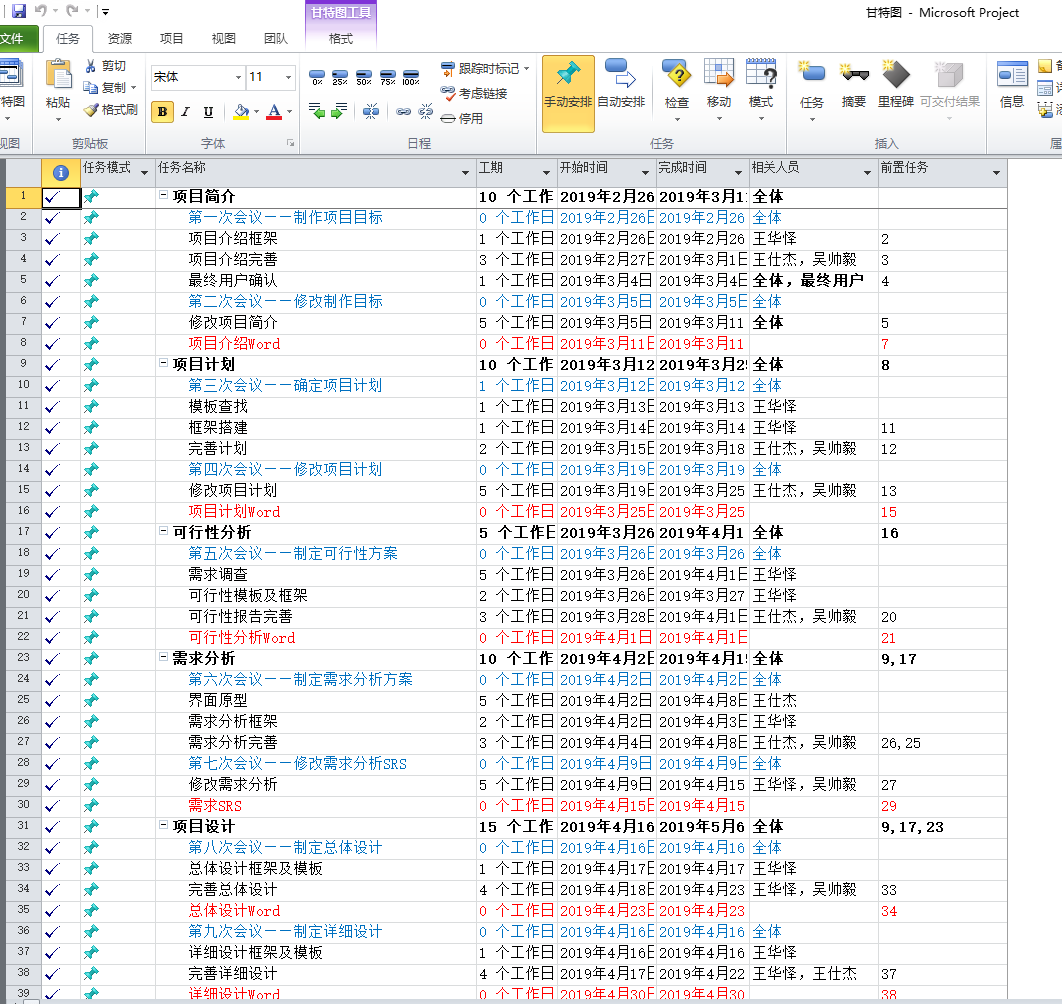 甘特图工具
甘特图 - Microsoft Project
文件 任务 资源 项目 视图 团队 格式
特图 粘贴 剪切 复制 格式刷
宋体 11
B I U A
0% 25% 50% 75% 100%
跟踪时标记 考虑链接 停用
手动安排 自动安排 检查 移动 模式 任务 摘要 里程碑 可交付结果 信息
视图 剪贴板 字体 日程 任务 插入
任务模式 任务名称 工期 开始时间 完成时间 相关人员 前置任务
1 项目简介 10 个工作 2019年2月26 2019年3月1 全体
2 第一次会议——制作项目目标 0 个工作日 2019年2月26日 2019年2月26 全体
3 项目介绍框架 1 个工作日 2019年2月26日 2019年2月26 王华怿 2
4 项目介绍完善 3 个工作日 2019年2月27日 2019年3月1日 王仕杰，吴帅毅 3
5 最终用户确认 1 个工作日 2019年3月4日 2019年3月4日 全体，最终用户 4
6 第二次会议——修改制作目标 0 个工作日 2019年3月5日 2019年3月5日 全体
7 修改项目简介 5 个工作日 2019年3月5日 2019年3月11 全体 5
8 项目介绍Word 0 个工作日 2019年3月11日 2019年3月11 7
9 项目计划 10 个工作 2019年3月12 2019年3月25 全体 8
10 第三次会议——确定项目计划 1 个工作日 2019年3月12日 2019年3月12 全体
11 模板查找 1 个工作日 2019年3月13日 2019年3月13 王华怿
12 框架搭建 1 个工作日 2019年3月14日 2019年3月14 王华怿 11
13 完善计划 2 个工作日 2019年3月15日 2019年3月18 王仕杰，吴帅毅 12
14 第四次会议——修改项目计划 0 个工作日 2019年3月19日 2019年3月19 全体
15 修改项目计划 5 个工作日 2019年3月19日 2019年3月25 王仕杰，吴帅毅 13
16 项目计划Word 0 个工作日 2019年3月25日 2019年3月25 15
17 可行性分析 5 个工作日 2019年3月26 2019年4月1 全体 16
18 第五次会议——制定可行性方案 0 个工作日 2019年3月26日 2019年3月26 全体
19 需求调查 5 个工作日 2019年3月26日 2019年4月1日 王华怿
20 可行性模板及框架 2 个工作日 2019年3月26日 2019年3月27 王华怿
21 可行性报告完善 3 个工作日 2019年3月28日 2019年4月1日 王仕杰，吴帅毅 20
22 可行性分析Word 0 个工作日 2019年4月1日 2019年4月1日 21
23 需求分析 10 个工作 2019年4月2日 2019年4月15 全体 9,17
24 第六次会议——制定需求分析方案 0 个工作日 2019年4月2日 2019年4月2日 全体
25 界面原型 5 个工作日 2019年4月2日 2019年4月8日 王仕杰
26 需求分析框架 2 个工作日 2019年4月2日 2019年4月3日 王华怿
27 需求分析完善 3 个工作日 2019年4月4日 2019年4月8日 王仕杰，吴帅毅 26,25
28 第七次会议——修改需求分析SRS 0 个工作日 2019年4月9日 2019年4月9日 全体
29 修改需求分析 5 个工作日 2019年4月9日 2019年4月15 王华怿，吴帅毅 27
30 需求SRS 0 个工作日 2019年4月15日 2019年4月15 29
31 项目设计 15 个工作 2019年4月16 2019年5月6 全体 9,17,23
32 第八次会议——制定总体设计 0 个工作日 2019年4月16日 2019年4月16 全体
33 总体设计框架及模板 1 个工作日 2019年4月17日 2019年4月17 王华怿
34 完善总体设计 4 个工作日 2019年4月18日 2019年4月23 王华怿，吴帅毅 33
35 总体设计Word 0 个工作日 2019年4月23日 2019年4月23 34
36 第九次会议——制定详细设计 0 个工作日 2019年4月16日 2019年4月16 全体
37 详细设计框架及模板 1 个工作日 2019年4月16日 2019年4月16 王华怿
38 完善详细设计 4 个工作日 2019年4月17日 2019年4月22 王华怿，王仕杰 37
39 详细设计Word 0 个工作日 2019年4月30日 2019年4月30 38